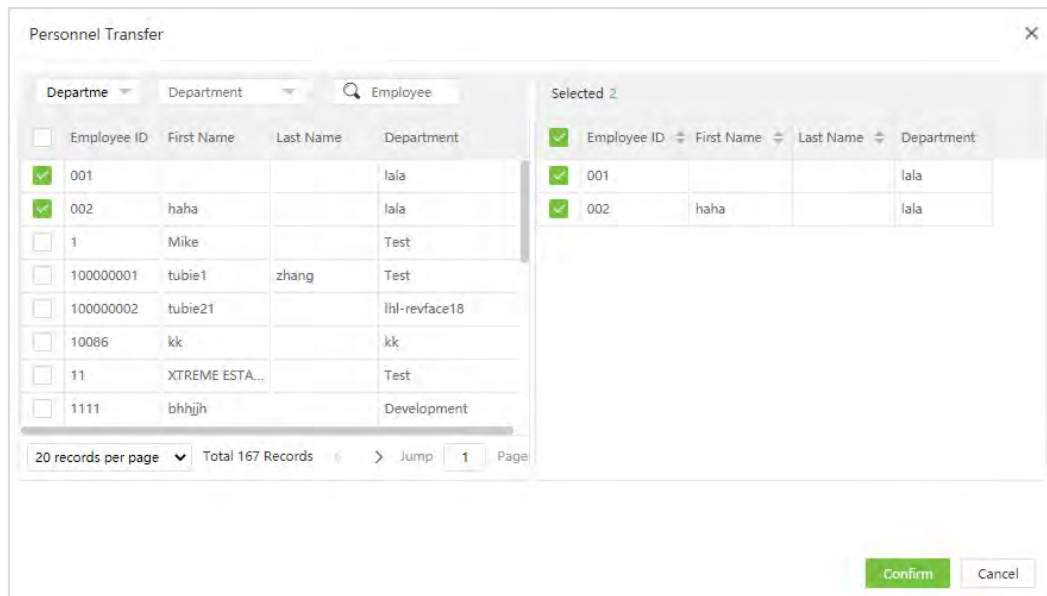 Personnel Transfer
Departme Department Employee
Selected 2
Employee ID First Name Last Name Department
Employee ID First Name Last Name Department
001 lala
001 lala
002 haha lala
002 haha lala
1 Mike Test
100000001 tubie1 zhang Test
100000002 tubie21 lhl-revface18
10086 kk kk
11 XTREME ESTA... Test
1111 bhhjjh Development
20 records per page Total 167 Records Jump 1 Page
Confirm Cancel